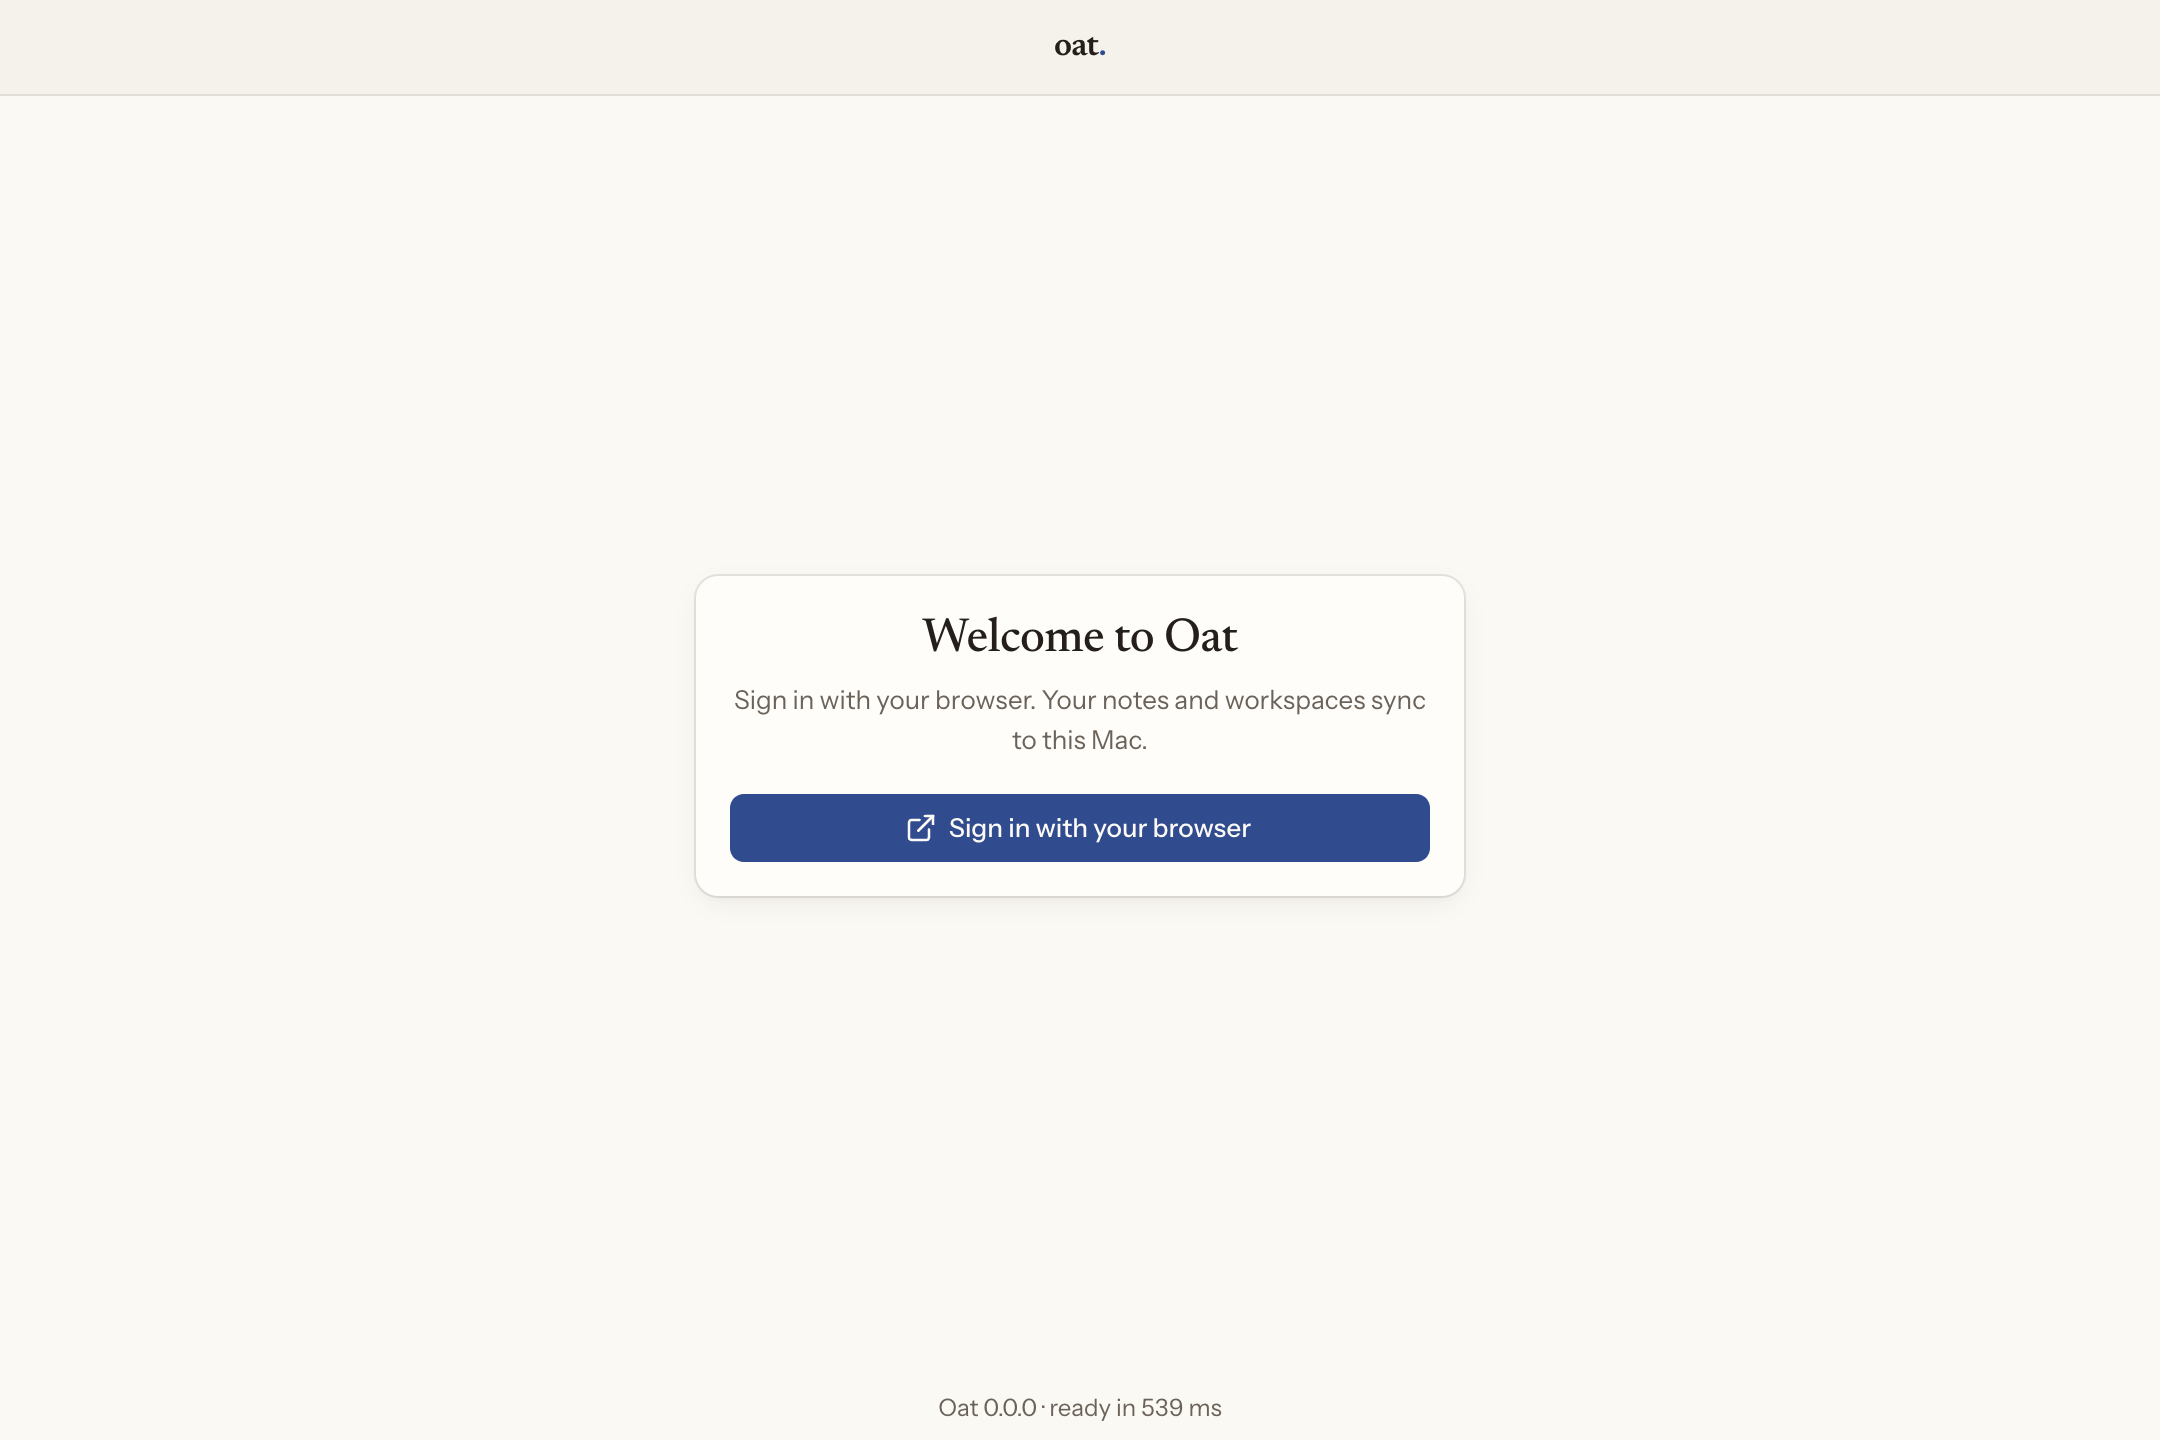 oat.
Welcome to Oat
Sign in with your browser. Your notes and workspaces sync
to this Mac.
Sign in with your browser
Oat 0.0.0 · ready in 539 ms